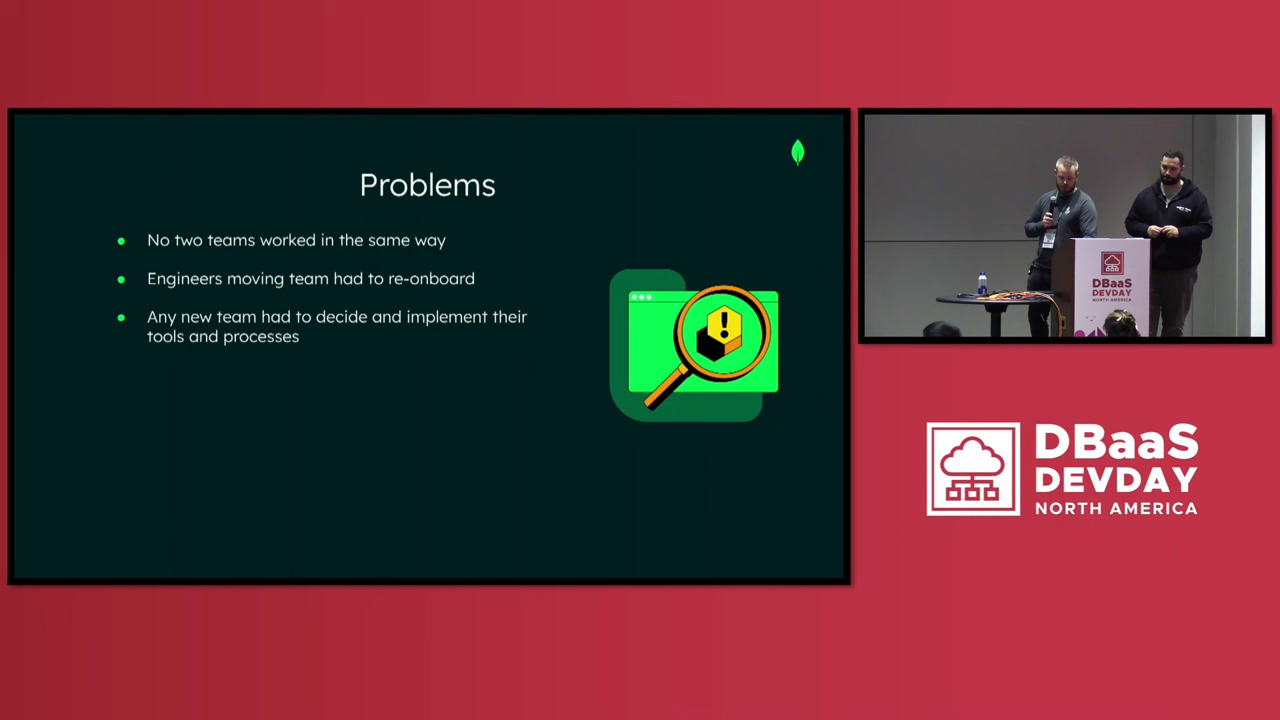 Problems
No two teams worked in the same way
Engineers moving team had to re-onboard
Any new team had to decide and implement their
tools and processes
DBaaS
DEVDAY
NORTH AMERICA
DBaaS
DEVDAY
NORTH AMERICA